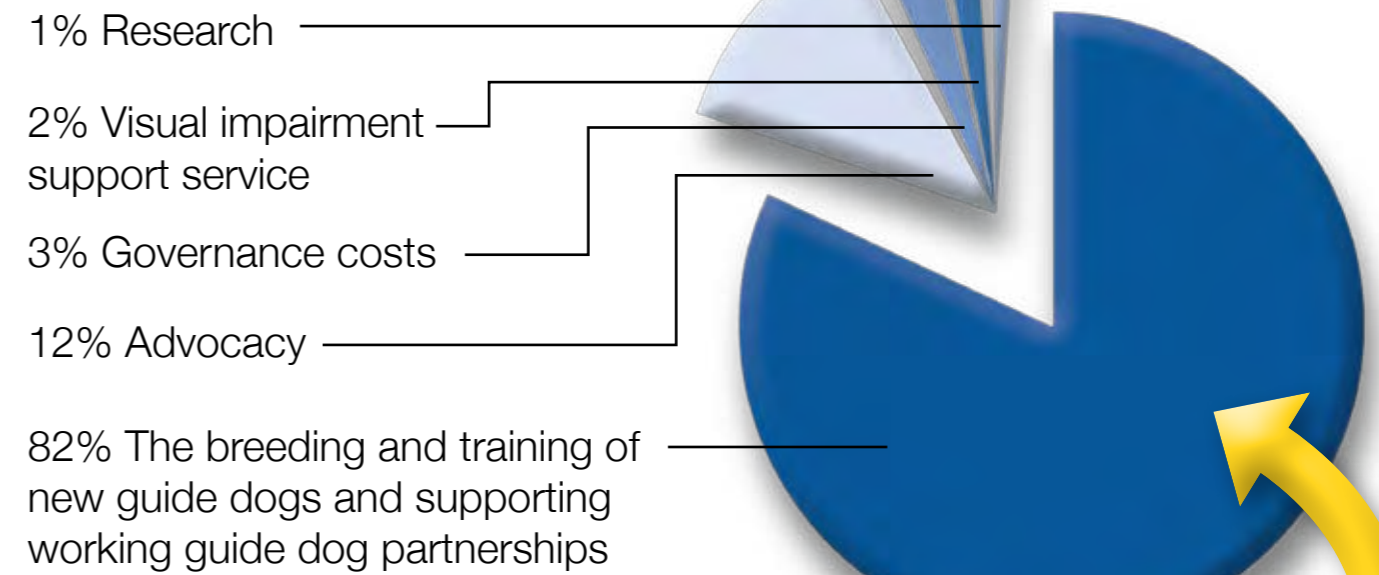 1% Research
2% Visual impairment
support service
3% Governance costs
12% Advocacy
82% The breeding and training of
new guide dogs and supporting
working guide dog partnerships